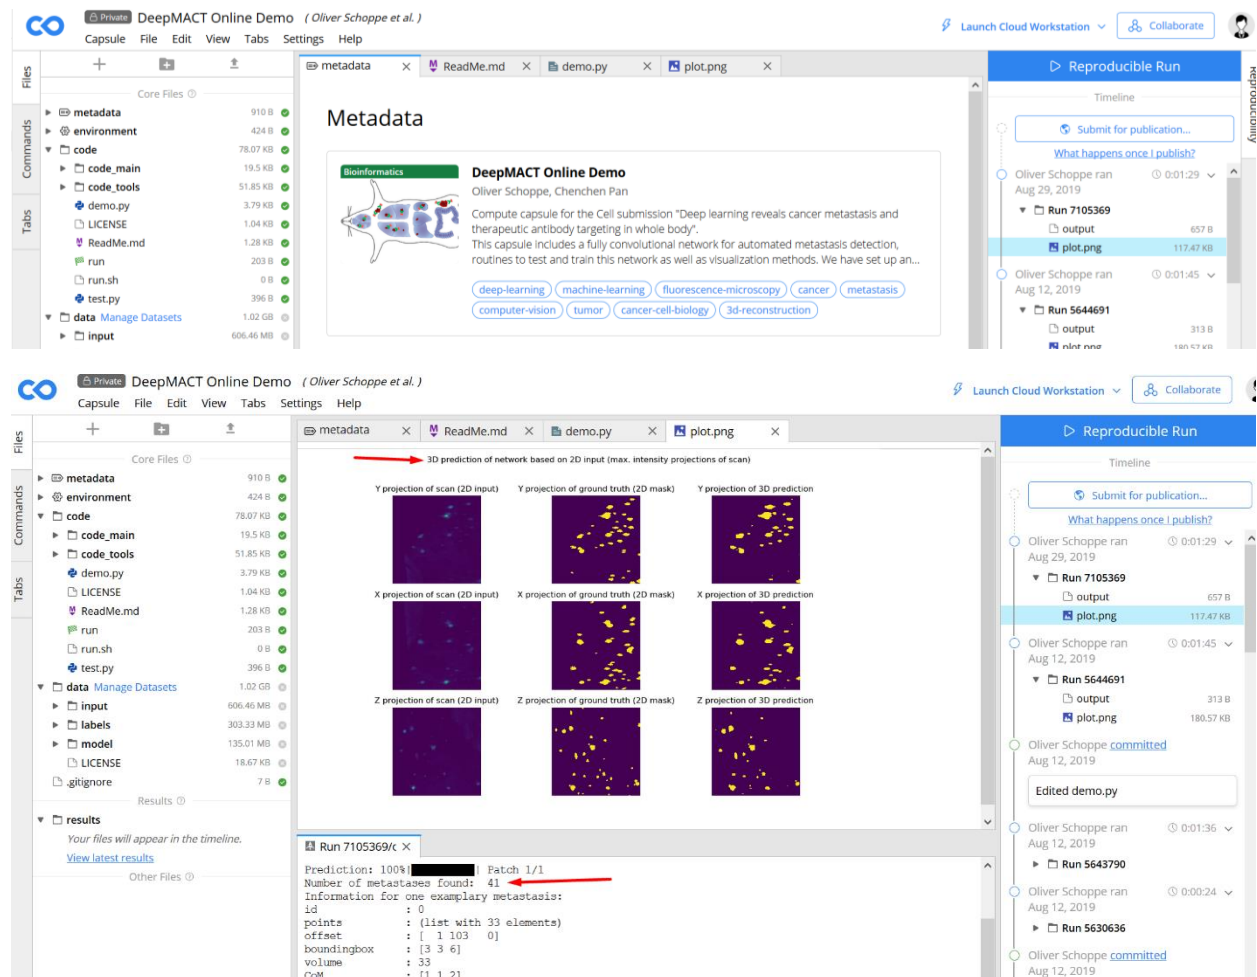 Private DeepMACT Online Demo ( Oliver Schoppe et al. )
Launch Cloud Workstation
Collaborate
Capsule File Edit View Tabs Settings Help
Files
Commands
Tabs
Core Files
metadata 910 B
environment 424 B
code 78.07 KB
code_main 19.5 KB
code_tools 51.85 KB
demo.py 3.79 KB
LICENSE 1.04 KB
ReadMe.md 1.28 KB
run 203 B
run.sh 0 B
test.py 396 B
data Manage Datasets 1.02 GB
input 606.46 MB
metadata ReadMe.md demo.py plot.png
Metadata
Bioinformatics
DeepMACT Online Demo
Oliver Schoppe, Chenchen Pan
Compute capsule for the Cell submission "Deep learning reveals cancer metastasis and
therapeutic antibody targeting in whole body".
This capsule includes a fully convolutional network for automated metastasis detection,
routines to test and train this network as well as visualization methods. We have set up an...
deep-learning machine-learning fluorescence-microscopy cancer metastasis
computer-vision tumor cancer-cell-biology 3d-reconstruction
Reproducible Run
Reproducibility
Timeline
Submit for publication...
What happens once I publish?
Oliver Schoppe ran 0:01:29
Aug 29, 2019
Run 7105369
output 657 B
plot.png 117.47 KB
Oliver Schoppe ran 0:01:45
Aug 12, 2019
Run 5644691
output 313 B
plot.png 180.57 KB
Private DeepMACT Online Demo ( Oliver Schoppe et al. )
Launch Cloud Workstation
Collaborate
Capsule File Edit View Tabs Settings Help
Files
Commands
Tabs
Core Files
metadata 910 B
environment 424 B
code 78.07 KB
code_main 19.5 KB
code_tools 51.85 KB
demo.py 3.79 KB
LICENSE 1.04 KB
ReadMe.md 1.28 KB
run 203 B
run.sh 0 B
test.py 396 B
data Manage Datasets 1.02 GB
input 606.46 MB
labels 303.33 MB
model 135.01 MB
LICENSE 18.67 KB
.gitignore 7 B
Results
results
Your files will appear in the timeline.
View latest results
Other Files
metadata ReadMe.md demo.py plot.png
3D prediction of network based on 2D input (max. intensity projections of scan)
Y projection of scan (2D input) Y projection of ground truth (2D mask) Y projection of 3D prediction
X projection of scan (2D input) X projection of ground truth (2D mask) X projection of 3D prediction
Z projection of scan (2D input) Z projection of ground truth (2D mask) Z projection of 3D prediction
Run 7105369/c
Prediction: 100%| | Patch 1/1
Number of metastases found: 41
Information for one examplary metastasis:
id : 0
points : (list with 33 elements)
offset : [ 1 103 0]
boundingbox : [3 3 6]
volume : 33
CoM : [1 1 2]
Reproducible Run
Timeline
Submit for publication...
What happens once I publish?
Oliver Schoppe ran 0:01:29
Aug 29, 2019
Run 7105369
output 657 B
plot.png 117.47 KB
Oliver Schoppe ran 0:01:45
Aug 12, 2019
Run 5644691
output 313 B
plot.png 180.57 KB
Oliver Schoppe committed
Aug 12, 2019
Edited demo.py
Oliver Schoppe ran 0:01:36
Aug 12, 2019
Run 5643790
Oliver Schoppe ran 0:00:24
Aug 12, 2019
Run 5630636
Oliver Schoppe committed
Aug 12, 2019